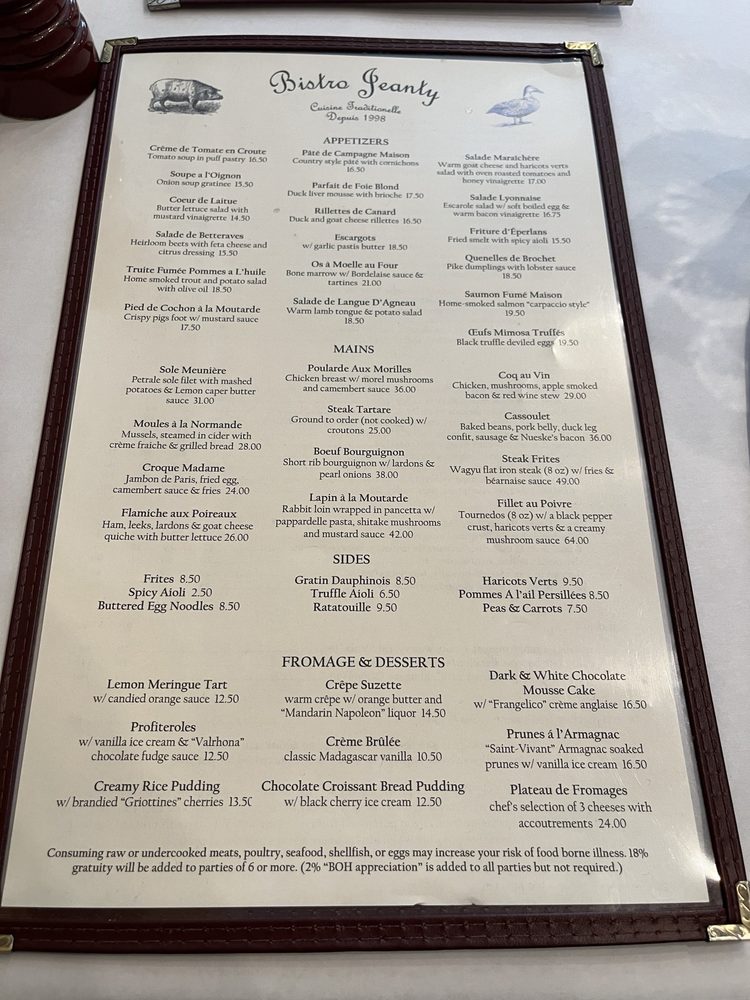 Bistro Jeanty
Cuisine Traditionelle
Depuis 1998
APPETIZERS
Crême de Tomate en Croute
Tomato soup in puff pastry 16.50
Soupe a l'Oignon
Onion soup gratinee 15.50
Coeur de Laitue
Butter lettuce salad with
mustard vinaigrette 14.50
Salade de Betteraves
Heirloom beets with feta cheese and
citrus dressing 15.50
Truite Fumée Pommes a L'huile
Home smoked trout and potato salad
with olive oil 18.50
Pied de Cochon à la Moutarde
Crispy pigs foot w/ mustard sauce
17.50
Pâté de Campagne Maison
Country style pâté with cornichons
16.50
Parfait de Foie Blond
Duck liver mousse with brioche 17.50
Rillettes de Canard
Duck and goat cheese rillettes 16.50
Escargots
w/ garlic pastis butter 18.50
Os à Moelle au Four
Bone marrow w/ Bordelaise sauce &
tartines 21.00
Salade de Langue D'Agneau
Warm lamb tongue & potato salad
18.50
Salade Maraîchère
Warm goat cheese and haricots verts
salad with oven roasted tomatoes and
honey vinaigrette 17.00
Salade Lyonnaise
Escarole salad w/ soft boiled egg &
warm bacon vinaigrette 16.75
Friture d'Éperlans
Fried smelt with spicy aioli 15.50
Quenelles de Brochet
Pike dumplings with lobster sauce
18.50
Saumon Fumé Maison
Home-smoked salmon "carpaccio style"
19.50
Œufs Mimosa Truffés
Black truffle deviled eggs 19.50
MAINS
Sole Meunière
Petrale sole filet with mashed
potatoes & Lemon caper butter
sauce 31.00
Moules à la Normande
Mussels, steamed in cider with
crème fraiche & grilled bread 28.00
Croque Madame
Jambon de Paris, fried egg,
camembert sauce & fries 24.00
Flamiche aux Poireaux
Ham, leeks, lardons & goat cheese
quiche with butter lettuce 26.00
Poularde Aux Morilles
Chicken breast w/ morel mushrooms
and camembert sauce 36.00
Steak Tartare
Ground to order (not cooked) w/
croutons 25.00
Boeuf Bourguignon
Short rib bourguignon w/ lardons &
pearl onions 38.00
Lapin à la Moutarde
Rabbit loin wrapped in pancetta w/
pappardelle pasta, shitake mushrooms
and mustard sauce 42.00
Coq au Vin
Chicken, mushrooms, apple smoked
bacon & red wine stew 29.00
Cassoulet
Baked beans, pork belly, duck leg
confit, sausage & Nueske's bacon 36.00
Steak Frites
Wagyu flat iron steak (8 oz) w/ fries &
béarnaise sauce 49.00
Fillet au Poivre
Tournedos (8 oz) w/ a black pepper
crust, haricots verts & a creamy
mushroom sauce 64.00
SIDES
Frites 8.50
Spicy Aioli 2.50
Buttered Egg Noodles 8.50
Gratin Dauphinois 8.50
Truffle Aioli 6.50
Ratatouille 9.50
Haricots Verts 9.50
Pommes A l'ail Persillées 8.50
Peas & Carrots 7.50
FROMAGE & DESSERTS
Lemon Meringue Tart
w/ candied orange sauce 12.50
Profiteroles
w/ vanilla ice cream & "Valrhona"
chocolate fudge sauce 12.50
Creamy Rice Pudding
w/ brandied "Griottines" cherries 13.50
Crêpe Suzette
warm crêpe w/ orange butter and
"Mandarin Napoleon" liquor 14.50
Crème Brûlée
classic Madagascar vanilla 10.50
Chocolate Croissant Bread Pudding
w/ black cherry ice cream 12.50
Dark & White Chocolate
Mousse Cake
w/ "Frangelico" crème anglaise 16.50
Prunes á l'Armagnac
"Saint-Vivant" Armagnac soaked
prunes w/ vanilla ice cream 16.50
Plateau de Fromages
chef's selection of 3 cheeses with
accoutrements 24.00
Consuming raw or undercooked meats, poultry, seafood, shellfish, or eggs may increase your risk of food borne illness. 18%
gratuity will be added to parties of 6 or more. (2% "BOH appreciation" is added to all parties but not required.)